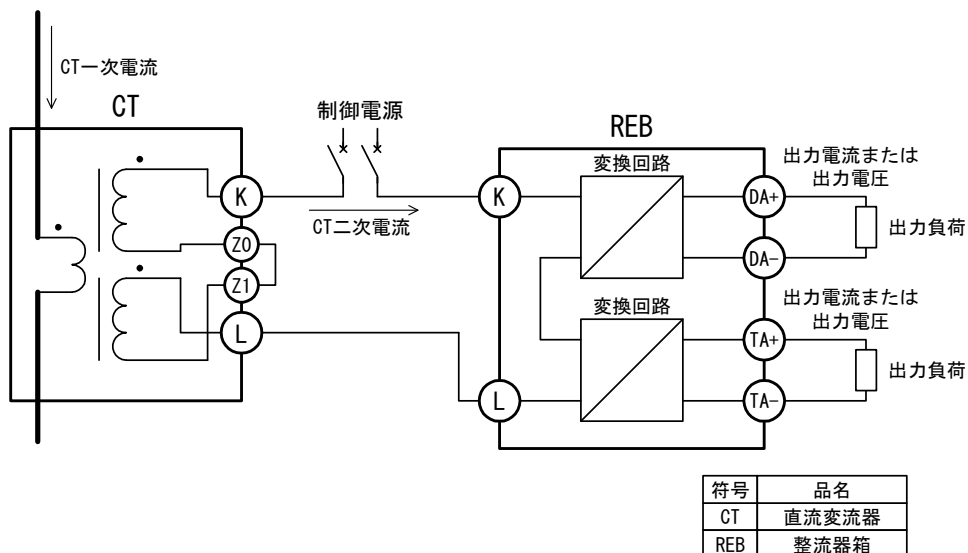 CT一次電流
CT
制御電源
REB
変換回路
出力電流または
出力電圧
K
K
DA+
CT二次電流
出力負荷
Z0
DA-
Z1
変換回路
出力電流または
出力電圧
L
TA+
出力負荷
L
TA-
符号 品名
CT 直流変流器
REB 整流器箱